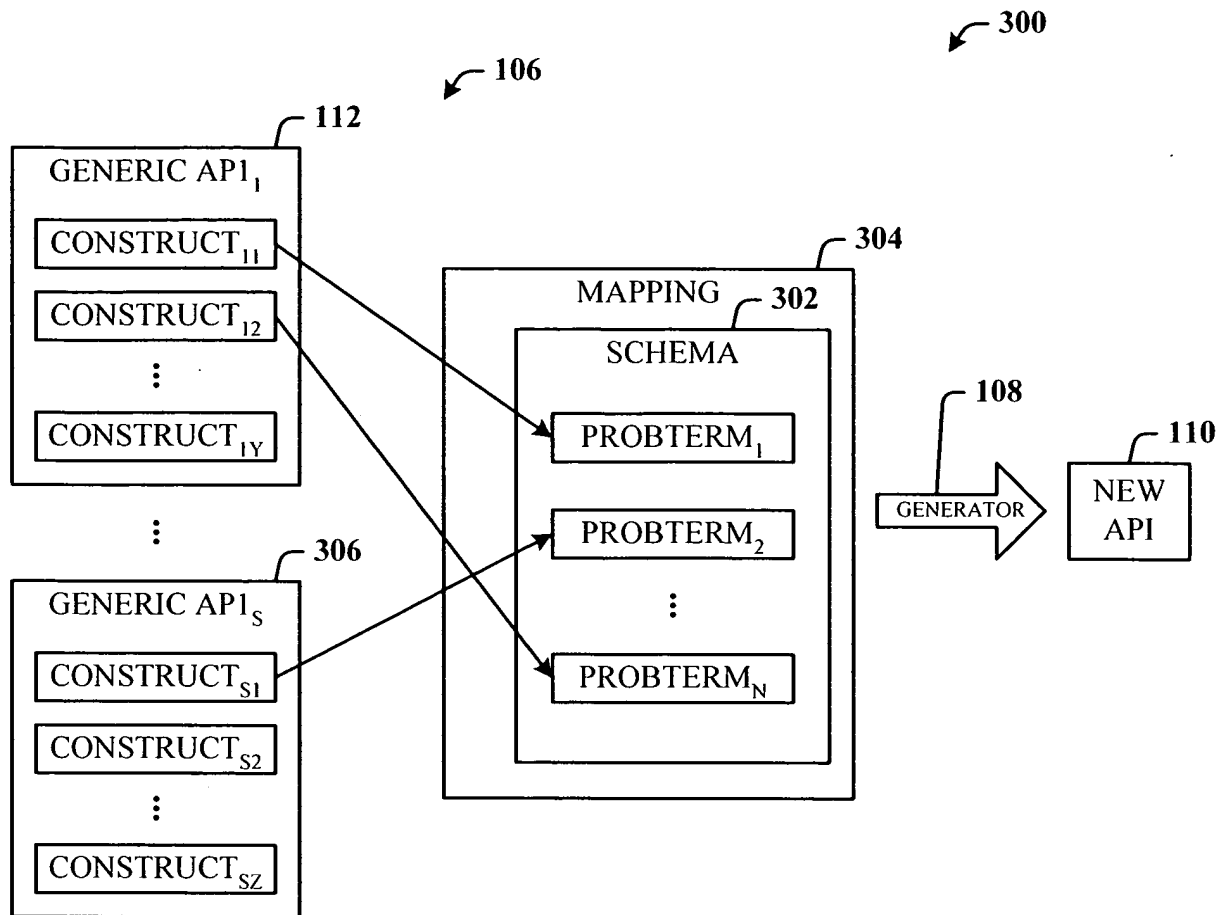 300
106
112
GENERIC AP1₁
CONSTRUCT₁₁
CONSTRUCT₁₂
⋮
CONSTRUCT₁Y
⋮
306
GENERIC AP1S
CONSTRUCTS1
CONSTRUCTS2
⋮
CONSTRUCTSZ
304
MAPPING
302
SCHEMA
PROBTERM₁
PROBTERM₂
⋮
PROBTERMN
108
GENERATOR
110
NEW
API